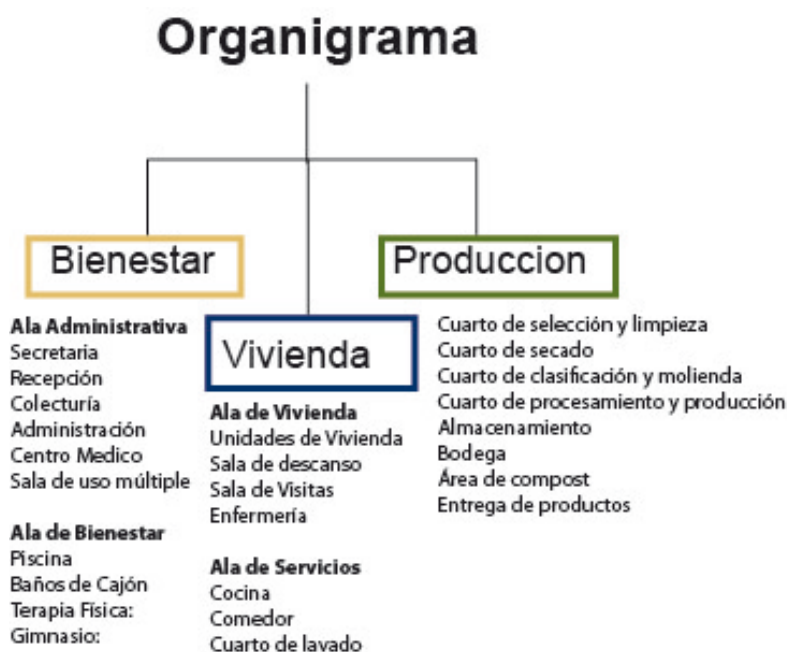 Organigrama
Bienestar
Ala Administrativa
Secretaria
Recepción
Colecturía
Administración
Centro Medico
Sala de uso múltiple
Ala de Bienestar
Piscina
Baños de Cajón
Terapia Física:
Gimnasio:
Vivienda
Ala de Vivienda
Unidades de Vivienda
Sala de descanso
Sala de Visitas
Enfermería
Ala de Servicios
Cocina
Comedor
Cuarto de lavado
Produccion
Cuarto de selección y limpieza
Cuarto de secado
Cuarto de clasificación y molienda
Cuarto de procesamiento y producción
Almacenamiento
Bodega
Área de compost
Entrega de productos